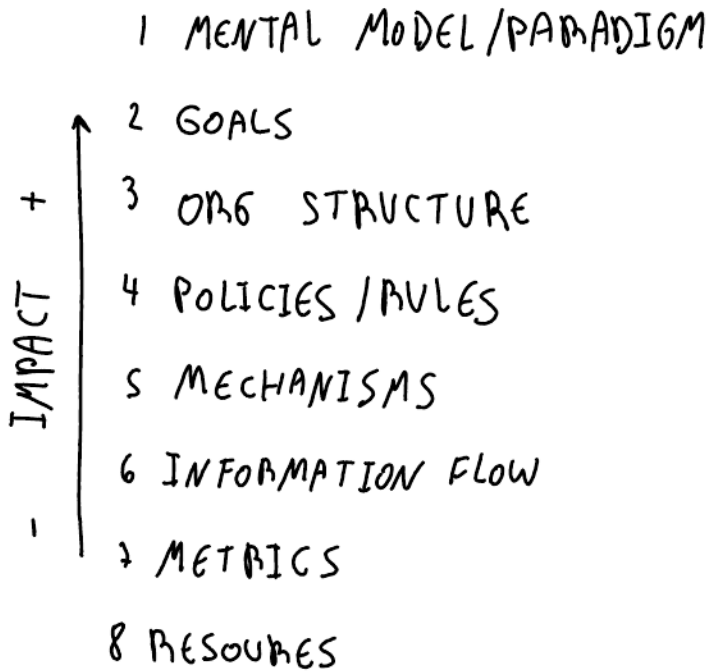 1 MENTAL MODEL/PARADIGM
2 GOALS
3 ORG STRUCTURE
4 POLICIES/RULES
5 MECHANISMS
6 INFORMATION FLOW
7 METRICS
8 RESOURES
+
IMPACT
-